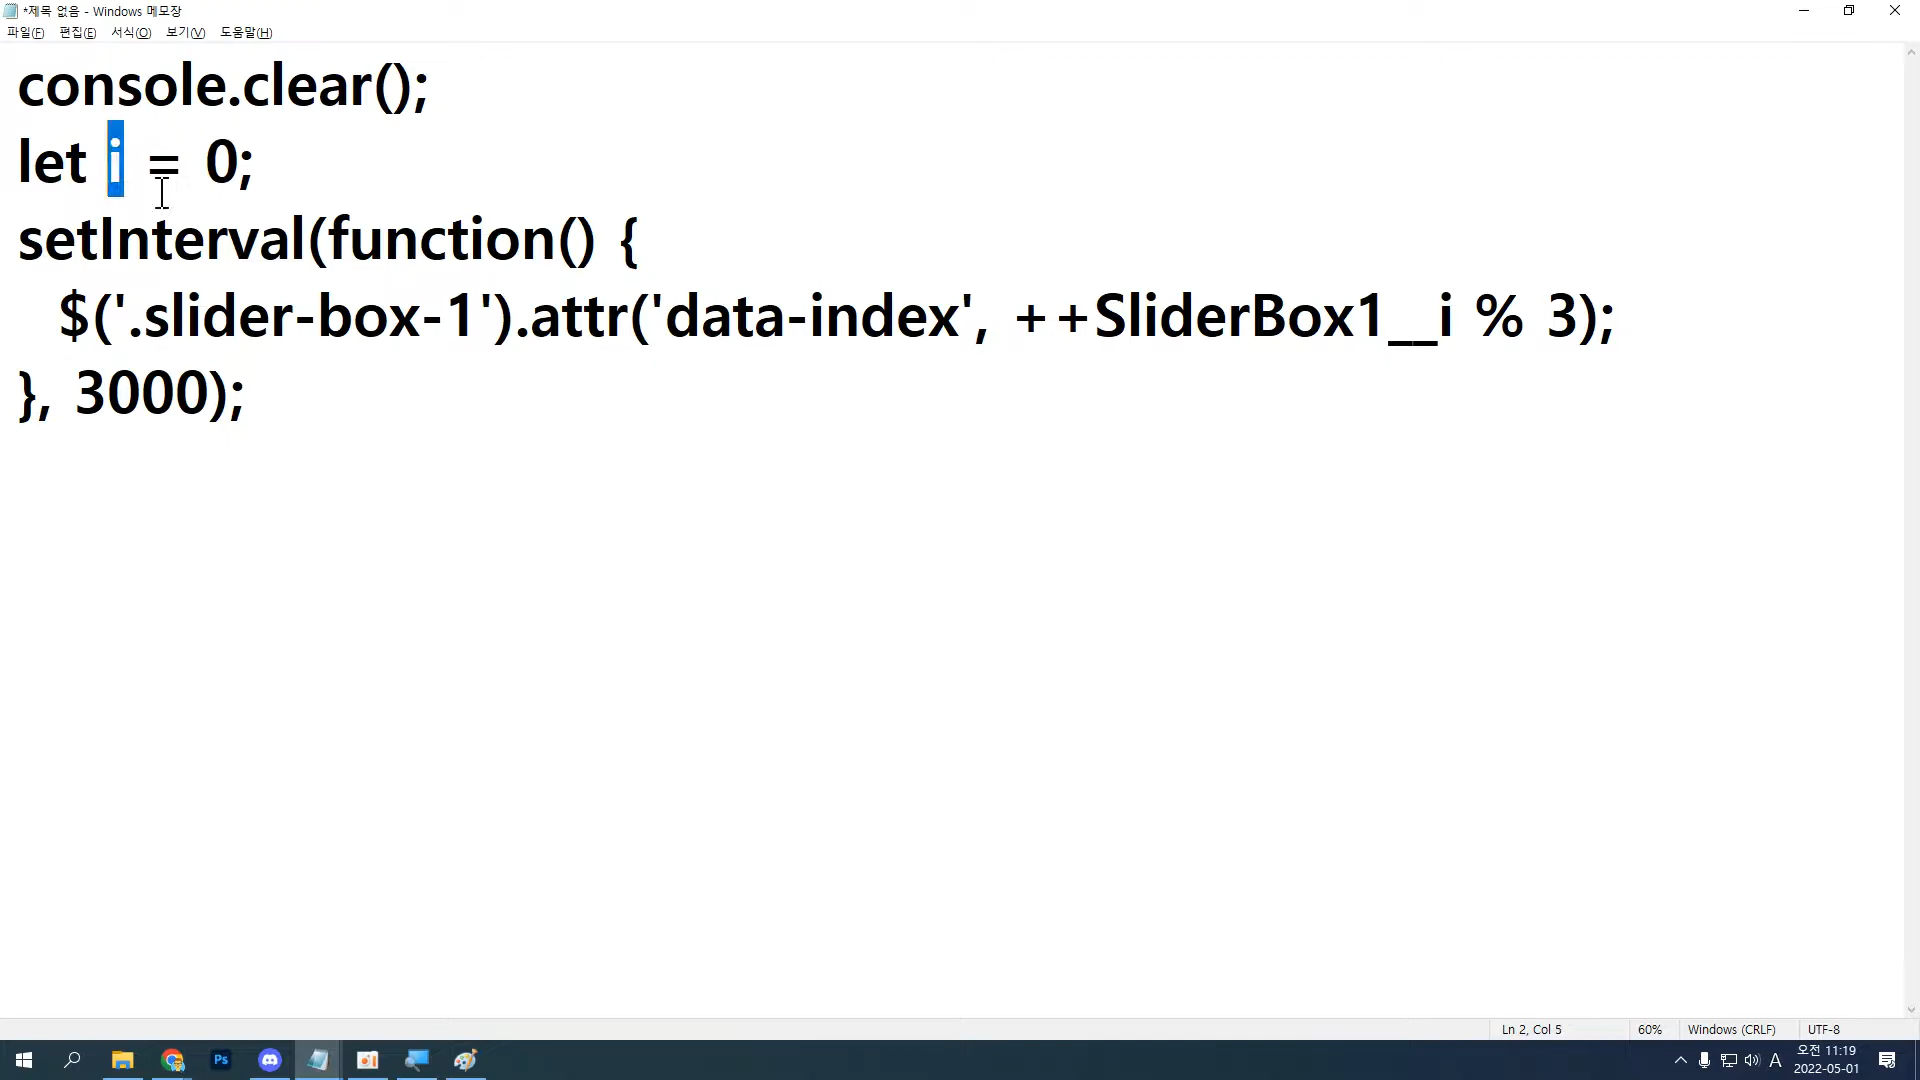 *제목 없음 - Windows 메모장
파일(F) 편집(E) 서식(O) 보기(V) 도움말(H)
console.clear();
let i = 0;
setInterval(function() {
$('.slider-box-1').attr('data-index', ++SliderBox1__i % 3);
}, 3000);
Ln 2, Col 5 60% Windows (CRLF) UTF-8
Ps A 오전 11:19
2022-05-01